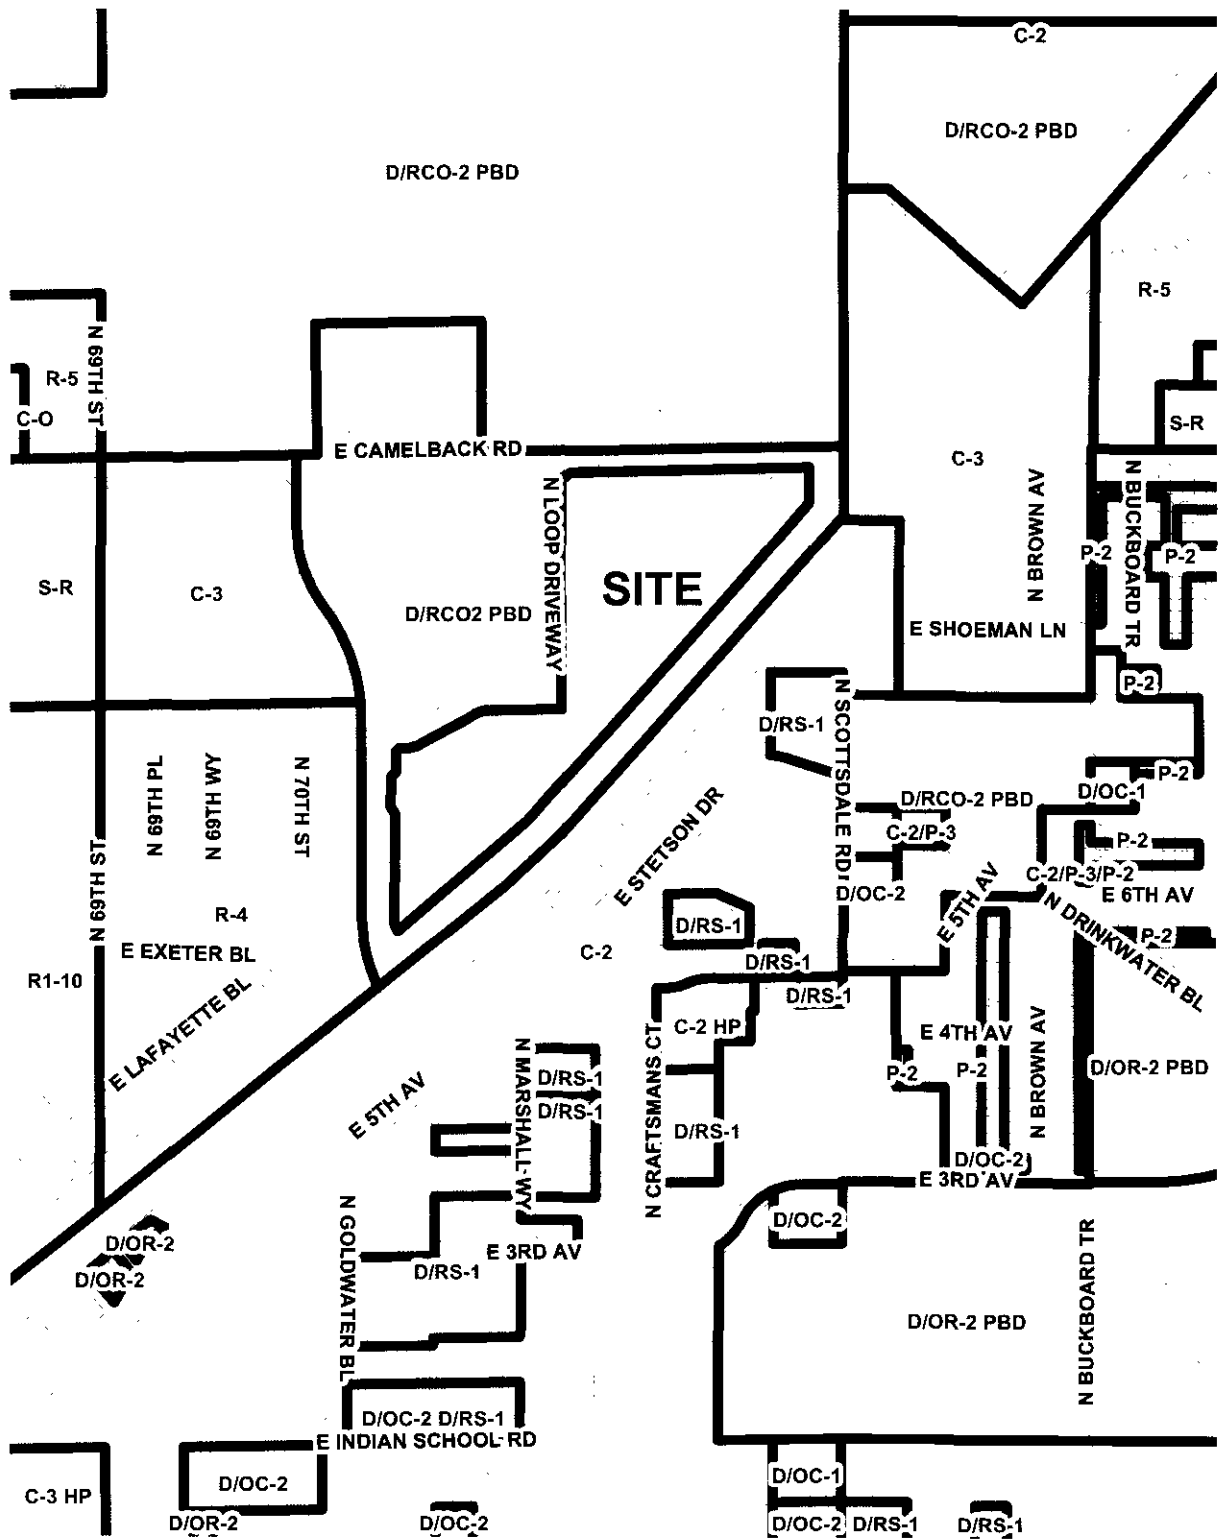 C-2
D/RCO-2 PBD
D/RCO-2 PBD
R-5
N 69TH ST
R-5
C-O
S-R
E CAMELBACK RD
C-3
N LOOP DRIVEWAY
N BROWN AV
N BUCKBOARD TR
P-2
P-2
S-R
C-3
D/RCO2 PBD
SITE
E SHOEMAN LN
P-2
N SCOTTSDALE RD
D/RS-1
N 69TH PL
N 69TH WY
N 70TH ST
P-2
D/OC-1
D/RCO-2 PBD
C-2/P-3
P-2
E STETSON DR
C-2/P-3/P-2
N 69TH ST
D/OC-2
E 5TH AV
E 6TH AV
N DRINKWATER BL
R-4
D/RS-1
P-2
E EXETER BL
C-2
D/RS-1
R1-10
D/RS-1
E LAFAYETTE BL
C-2 HP
E 4TH AV
N CRAFTSMANS CT
N MARSHALL WY
D/RS-1
P-2
P-2
N BROWN AV
D/OR-2 PBD
E 5TH AV
D/RS-1
D/RS-1
D/OC-2
E 3RD AV
N GOLDWATER BL
D/OC-2
D/OR-2
E 3RD AV
D/OR-2
D/RS-1
N BUCKBOARD TR
D/OR-2 PBD
D/OC-2 D/RS-1
E INDIAN SCHOOL RD
D/OC-2
D/OC-1
C-3 HP
D/OR-2
D/OC-2
D/OC-2
D/RS-1
D/RS-1